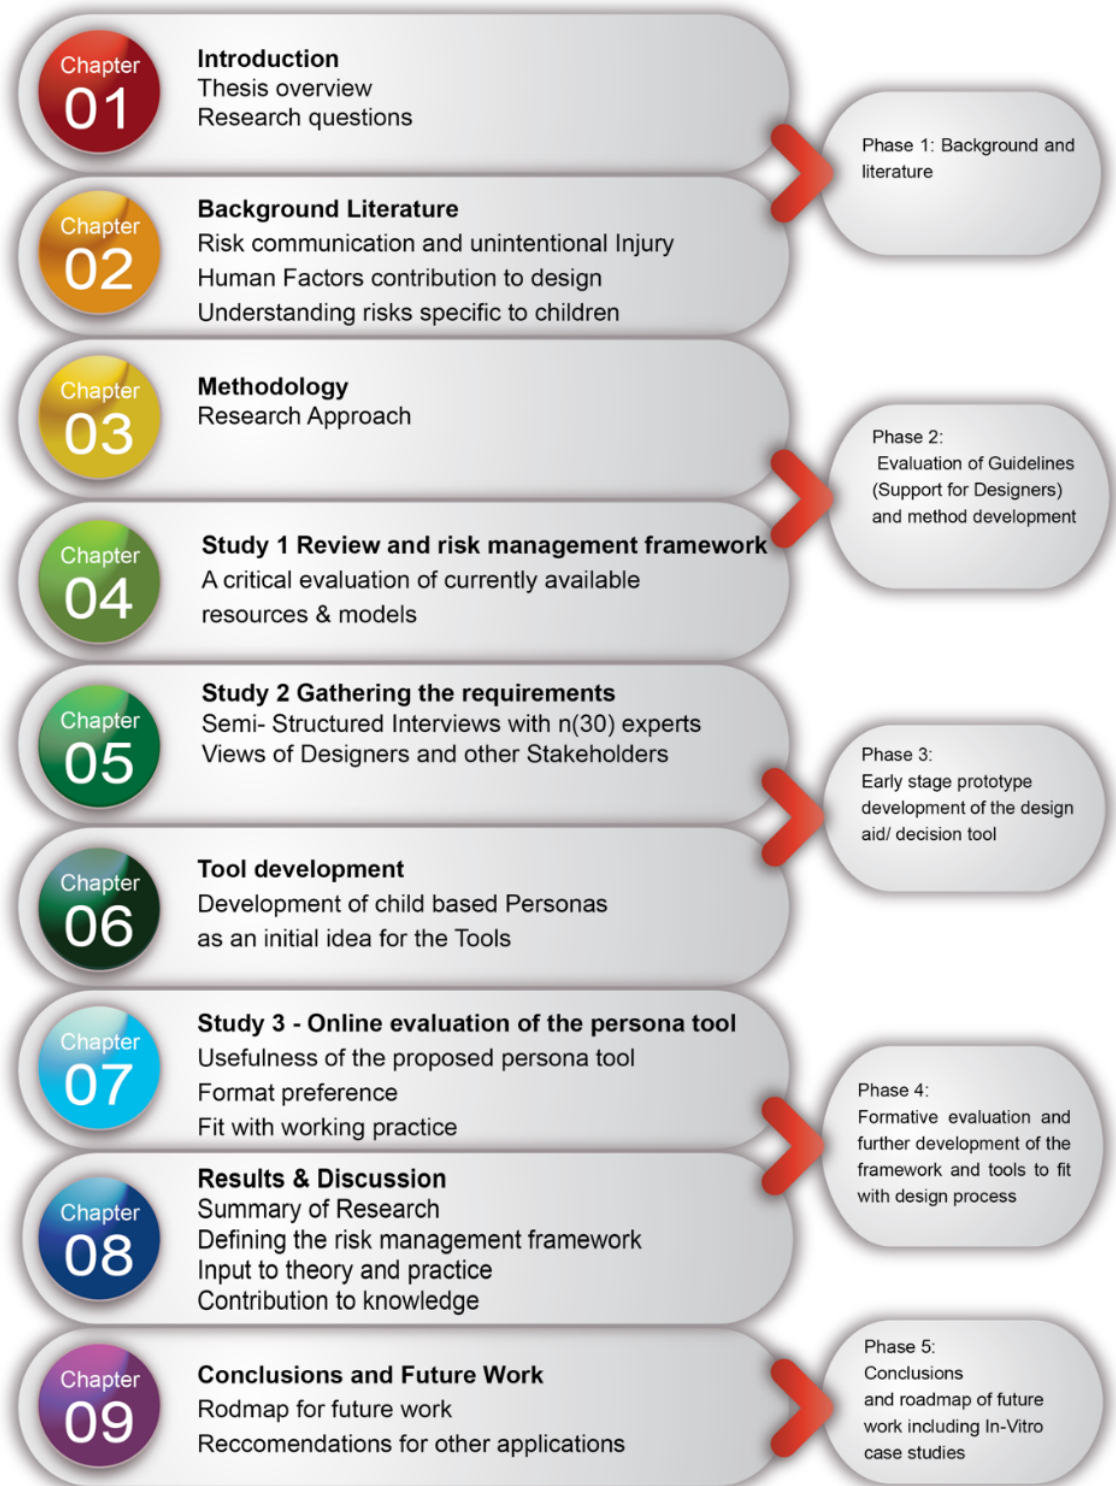 Chapter
01
Introduction
Thesis overview
Research questions
Phase 1: Background and
literature
Chapter
02
Background Literature
Risk communication and unintentional Injury
Human Factors contribution to design
Understanding risks specific to children
Chapter
03
Methodology
Research Approach
Phase 2:
Evaluation of Guidelines
(Support for Designers)
and method development
Chapter
04
Study 1 Review and risk management framework
A critical evaluation of currently available
resources & models
Chapter
05
Study 2 Gathering the requirements
Semi- Structured Interviews with n(30) experts
Views of Designers and other Stakeholders
Phase 3:
Early stage prototype
development of the design
aid/ decision tool
Chapter
06
Tool development
Development of child based Personas
as an initial idea for the Tools
Chapter
07
Study 3 - Online evaluation of the persona tool
Usefulness of the proposed persona tool
Format preference
Fit with working practice
Phase 4:
Formative evaluation and
further development of the
framework and tools to fit
with design process
Chapter
08
Results & Discussion
Summary of Research
Defining the risk management framework
Input to theory and practice
Contribution to knowledge
Chapter
09
Conclusions and Future Work
Rodmap for future work
Reccomendations for other applications
Phase 5:
Conclusions
and roadmap of future
work including In-Vitro
case studies